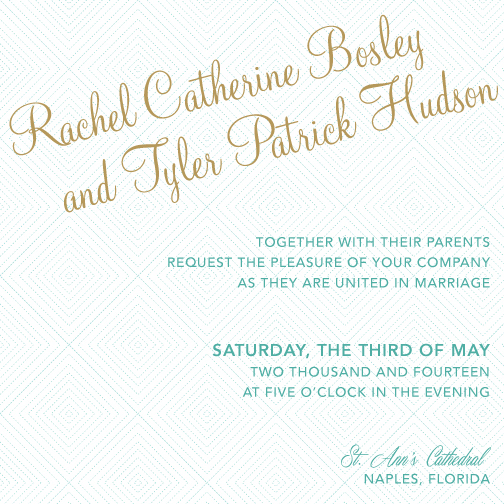 Rachel Catherine Bosley
and Tyler Patrick Hudson
TOGETHER WITH THEIR PARENTS
REQUEST THE PLEASURE OF YOUR COMPANY
AS THEY ARE UNITED IN MARRIAGE
SATURDAY, THE THIRD OF MAY
TWO THOUSAND AND FOURTEEN
AT FIVE O'CLOCK IN THE EVENING
St. Ann's Cathedral
NAPLES, FLORIDA